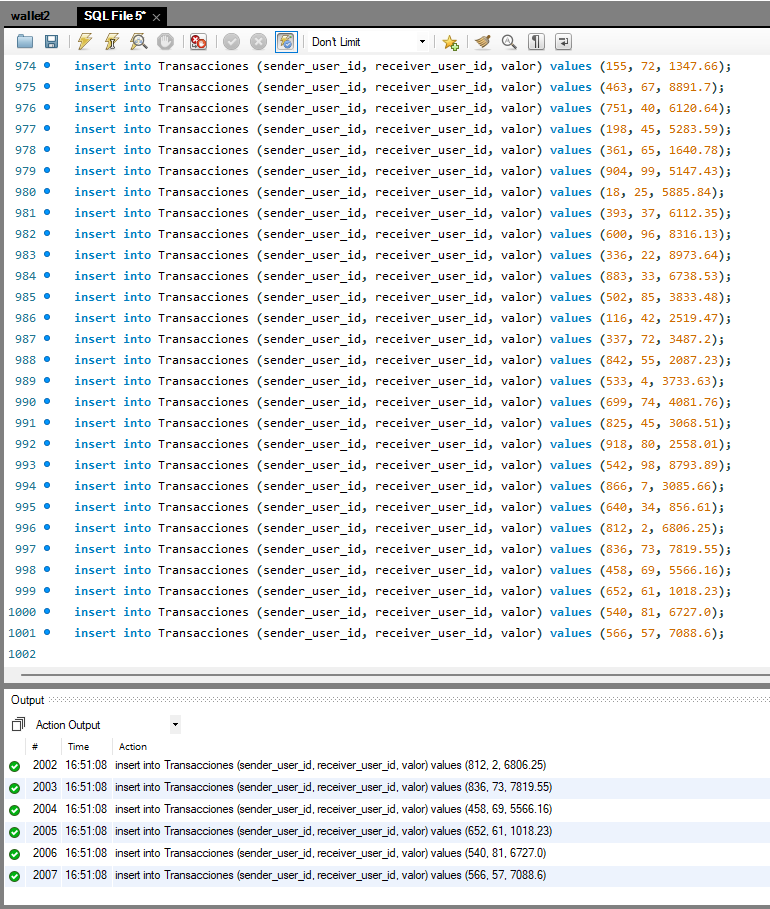 wallet2 SQL File 5* ×
Don't Limit
974 insert into Transacciones (sender_user_id, receiver_user_id, valor) values (155, 72, 1347.66);
975 insert into Transacciones (sender_user_id, receiver_user_id, valor) values (463, 67, 8891.7);
976 insert into Transacciones (sender_user_id, receiver_user_id, valor) values (751, 40, 6120.64);
977 insert into Transacciones (sender_user_id, receiver_user_id, valor) values (198, 45, 5283.59);
978 insert into Transacciones (sender_user_id, receiver_user_id, valor) values (361, 65, 1640.78);
979 insert into Transacciones (sender_user_id, receiver_user_id, valor) values (904, 99, 5147.43);
980 insert into Transacciones (sender_user_id, receiver_user_id, valor) values (18, 25, 5885.84);
981 insert into Transacciones (sender_user_id, receiver_user_id, valor) values (393, 37, 6112.35);
982 insert into Transacciones (sender_user_id, receiver_user_id, valor) values (600, 96, 8316.13);
983 insert into Transacciones (sender_user_id, receiver_user_id, valor) values (336, 22, 8973.64);
984 insert into Transacciones (sender_user_id, receiver_user_id, valor) values (883, 33, 6738.53);
985 insert into Transacciones (sender_user_id, receiver_user_id, valor) values (502, 85, 3833.48);
986 insert into Transacciones (sender_user_id, receiver_user_id, valor) values (116, 42, 2519.47);
987 insert into Transacciones (sender_user_id, receiver_user_id, valor) values (337, 72, 3487.2);
988 insert into Transacciones (sender_user_id, receiver_user_id, valor) values (842, 55, 2087.23);
989 insert into Transacciones (sender_user_id, receiver_user_id, valor) values (533, 4, 3733.63);
990 insert into Transacciones (sender_user_id, receiver_user_id, valor) values (699, 74, 4081.76);
991 insert into Transacciones (sender_user_id, receiver_user_id, valor) values (825, 45, 3068.51);
992 insert into Transacciones (sender_user_id, receiver_user_id, valor) values (918, 80, 2558.01);
993 insert into Transacciones (sender_user_id, receiver_user_id, valor) values (542, 98, 8793.89);
994 insert into Transacciones (sender_user_id, receiver_user_id, valor) values (866, 7, 3085.66);
995 insert into Transacciones (sender_user_id, receiver_user_id, valor) values (640, 34, 856.61);
996 insert into Transacciones (sender_user_id, receiver_user_id, valor) values (812, 2, 6806.25);
997 insert into Transacciones (sender_user_id, receiver_user_id, valor) values (836, 73, 7819.55);
998 insert into Transacciones (sender_user_id, receiver_user_id, valor) values (458, 69, 5566.16);
999 insert into Transacciones (sender_user_id, receiver_user_id, valor) values (652, 61, 1018.23);
1000 insert into Transacciones (sender_user_id, receiver_user_id, valor) values (540, 81, 6727.0);
1001 insert into Transacciones (sender_user_id, receiver_user_id, valor) values (566, 57, 7088.6);
1002
Output
Action Output
# Time Action
2002 16:51:08 insert into Transacciones (sender_user_id, receiver_user_id, valor) values (812, 2, 6806.25)
2003 16:51:08 insert into Transacciones (sender_user_id, receiver_user_id, valor) values (836, 73, 7819.55)
2004 16:51:08 insert into Transacciones (sender_user_id, receiver_user_id, valor) values (458, 69, 5566.16)
2005 16:51:08 insert into Transacciones (sender_user_id, receiver_user_id, valor) values (652, 61, 1018.23)
2006 16:51:08 insert into Transacciones (sender_user_id, receiver_user_id, valor) values (540, 81, 6727.0)
2007 16:51:08 insert into Transacciones (sender_user_id, receiver_user_id, valor) values (566, 57, 7088.6)